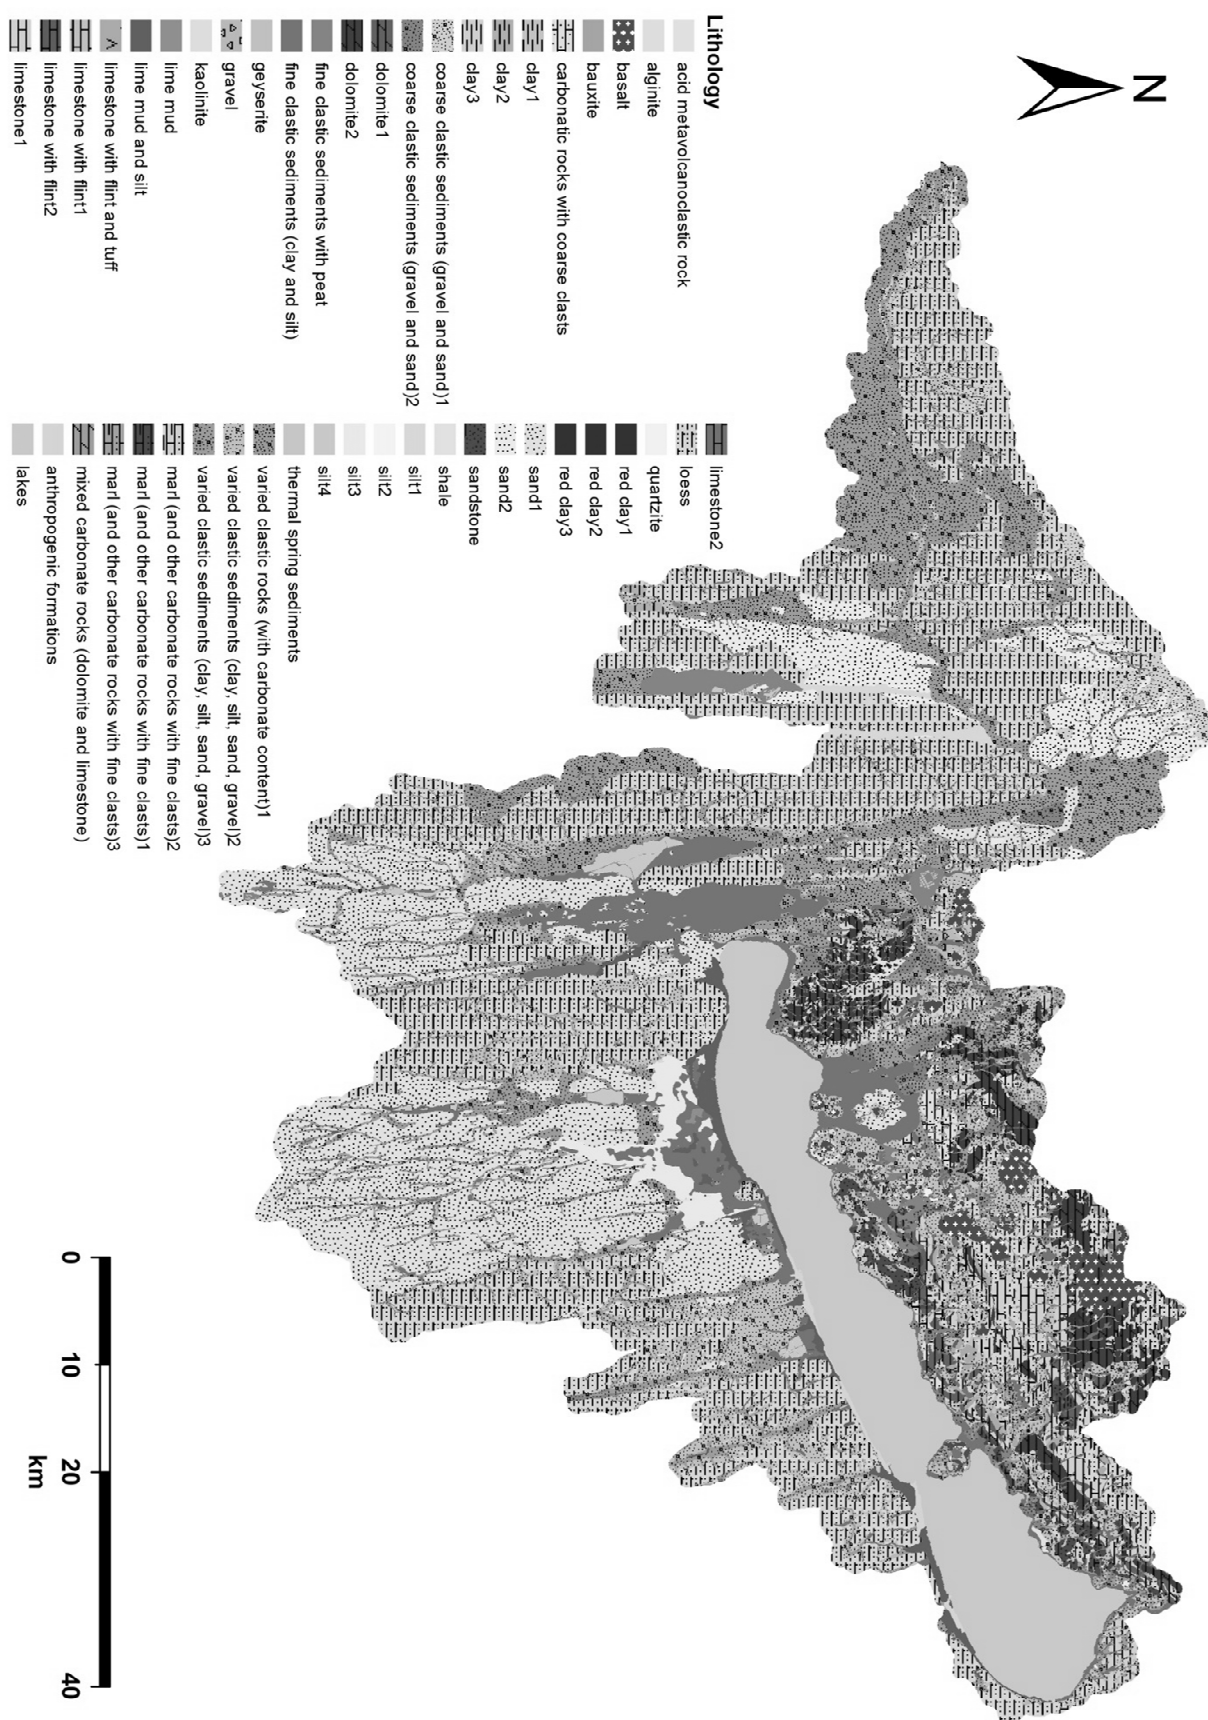 N
Lithology
acid metavolcanoclastic rock
alginite
basalt
bauxite
carbonatic rocks with coarse clasts
clay1
clay2
clay3
coarse clastic sediments (gravel and sand)1
coarse clastic sediments (gravel and sand)2
dolomite1
dolomite2
fine clastic sediments with peat
fine clastic sediments (clay and silt)
geyserite
gravel
kaolinite
lime mud
lime mud and silt
limestone with flint and tuff
limestone with flint1
limestone with flint2
limestone1
limestone2
loess
quartzite
red clay1
red clay2
red clay3
sand1
sand2
sandstone
shale
silt1
silt2
silt3
silt4
thermal spring sediments
varied clastic rocks (with carbonate content)1
varied clastic sediments (clay, silt, sand, gravel)2
varied clastic sediments (clay, silt, sand, gravel)3
marl (and other carbonate rocks with fine clasts)2
marl (and other carbonate rocks with fine clasts)1
marl (and other carbonate rocks with fine clasts)3
mixed carbonate rocks (dolomite and limestone)
anthropogenic formations
lakes
0 10 20 40
km